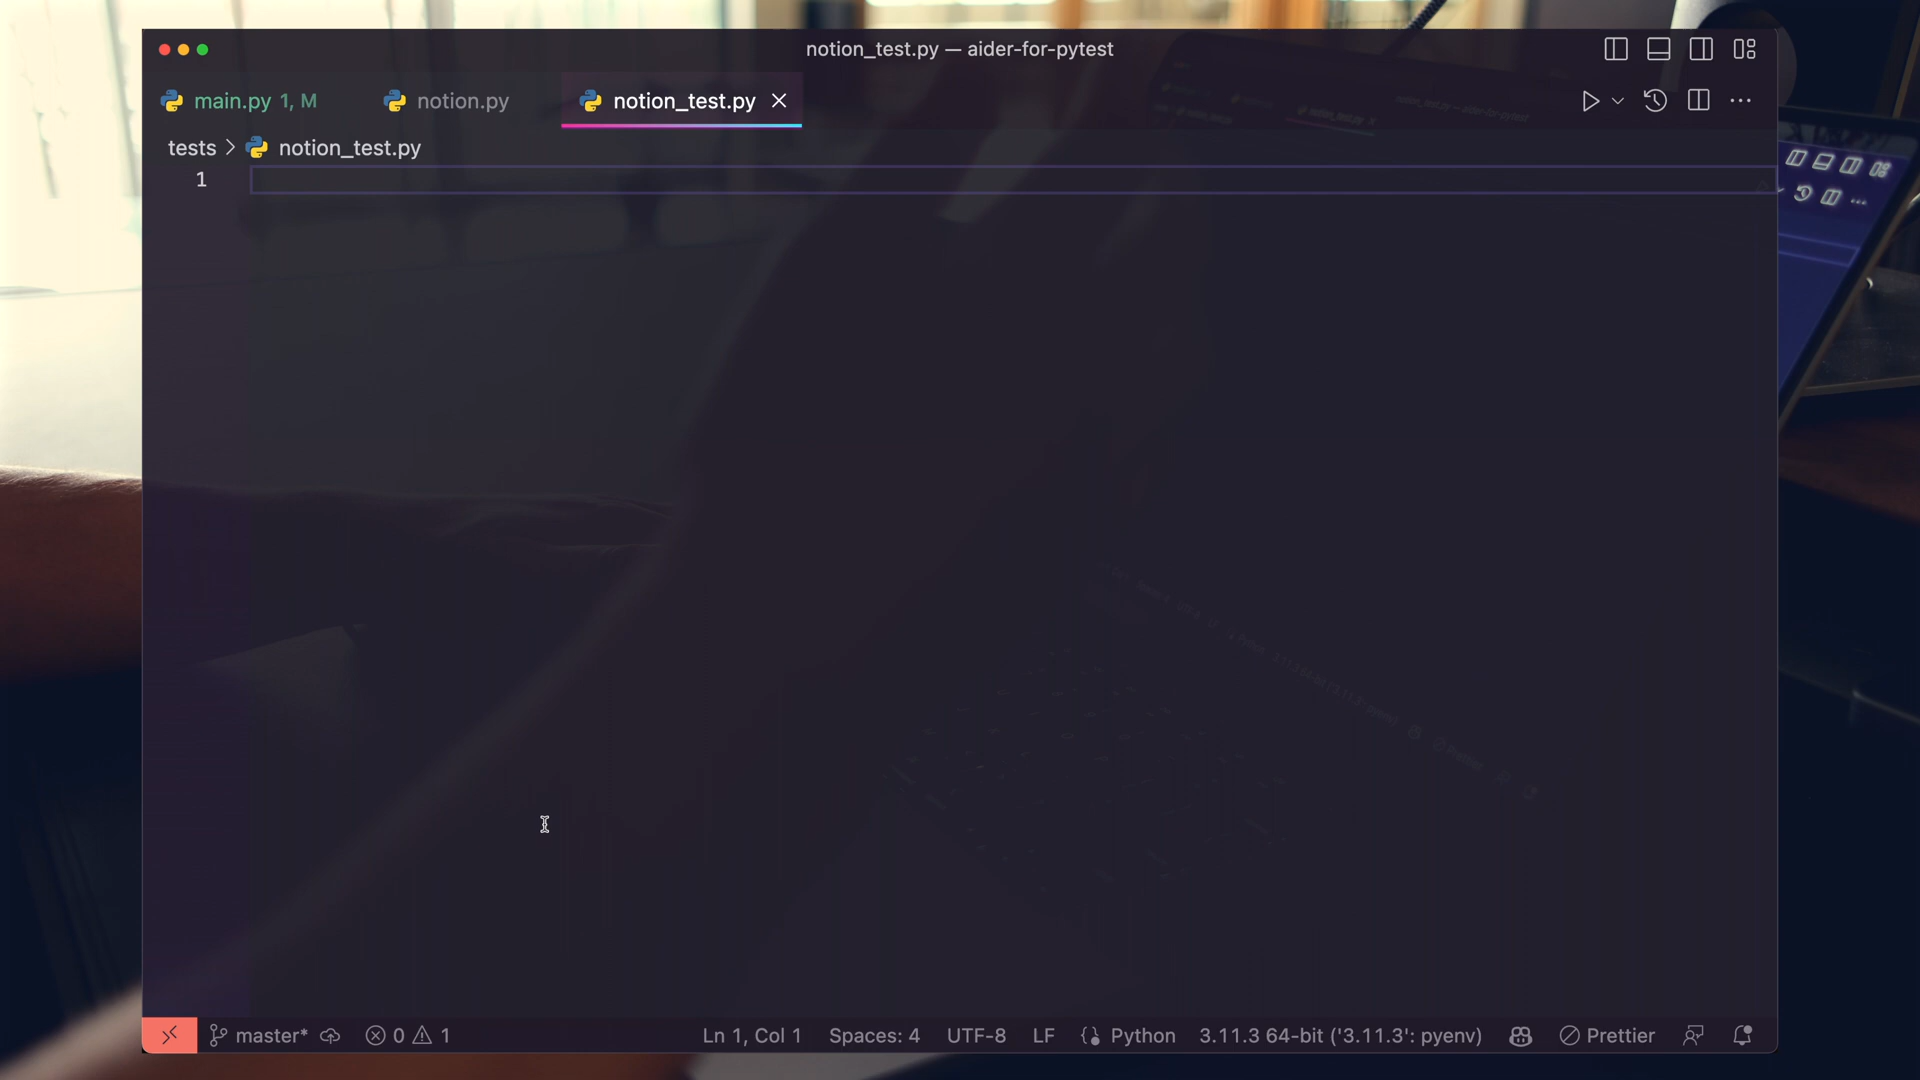 notion_test.py — aider-for-pytest
main.py 1, M
notion.py
notion_test.py
tests > notion_test.py
1
master*
0
1
Ln 1, Col 1
Spaces: 4
UTF-8
LF
Python
3.11.3 64-bit ('3.11.3': pyenv)
Prettier